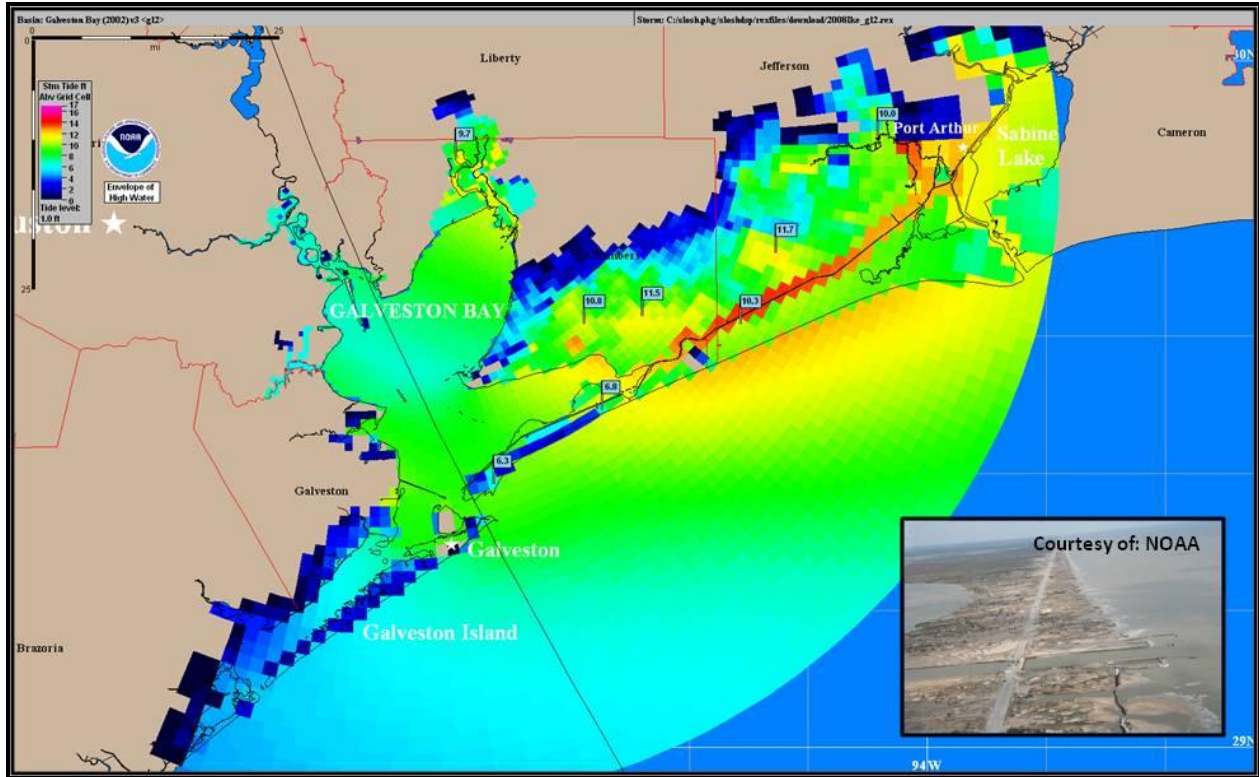 Basin: Galveston Bay (2002) v3 <gl2>
Storm: C:/slosh.pkg/sloshdsp/rexfiles/download/2008Ike_gl2.rex
0
25
mi
25
Stm Tide ft
Abv Grid Cell
17
16
14
12
10
8
6
4
2
0
Tide level:
1.0 ft
NOAA
Envelope of
High Water
Liberty
Jefferson
Cameron
30N
9.7
10.0
Port Arthur
Sabine
Lake
uston
11.7
GALVESTON BAY
10.8
11.5
10.3
6.8
6.3
Galveston
Galveston
Galveston Island
Brazoria
Courtesy of: NOAA
29N
94W